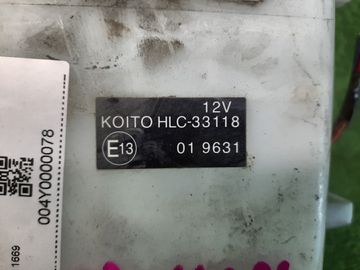 12V
KOITO HLC-33118
E13 01 9631
004Y0000078
1669